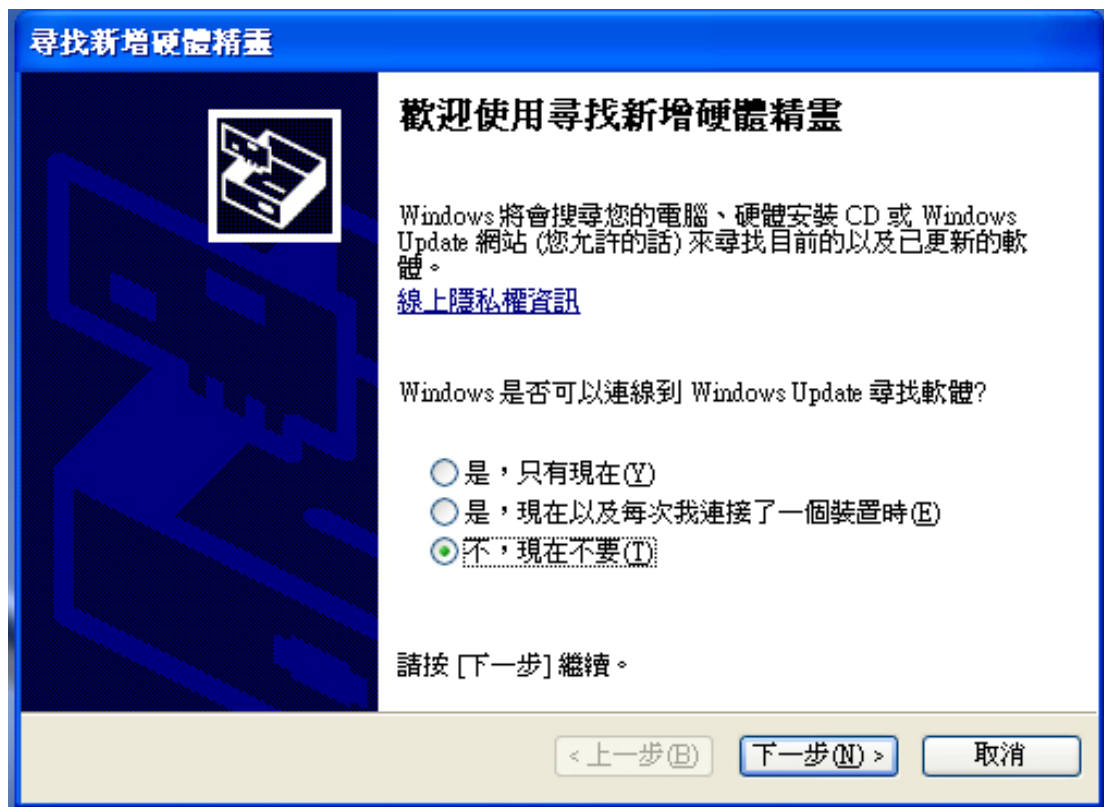 尋找新增硬體精靈
歡迎使用尋找新增硬體精靈
Windows 將會搜尋您的電腦、硬體安裝 CD 或 Windows
Update 網站 (您允許的話) 來尋找目前的以及已更新的軟
體。
線上隱私權資訊
Windows 是否可以連線到 Windows Update 尋找軟體?
是，只有現在(Y)
是，現在以及每次我連接了一個裝置時(E)
不，現在不要(T)
請按 [下一步] 繼續。
< 上一步(B) 下一步(N) > 取消